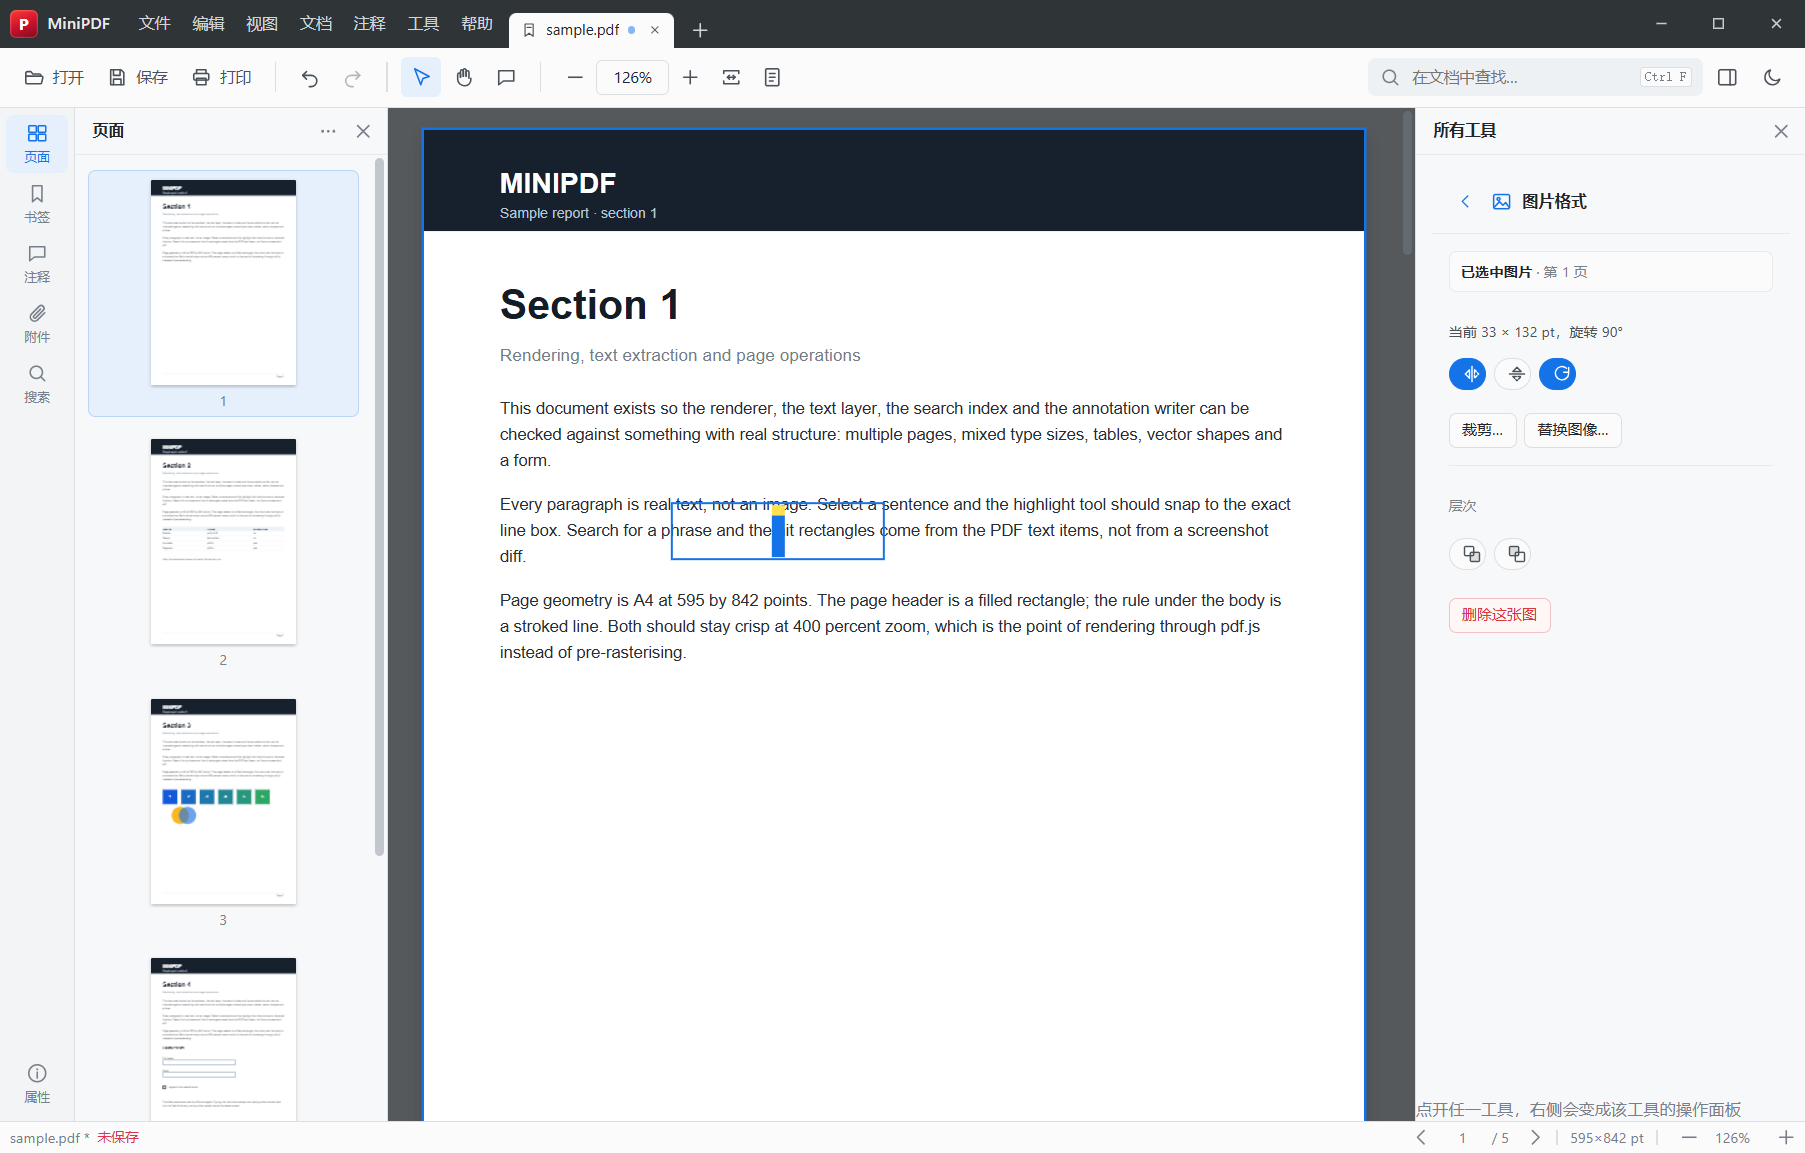 MiniPDF 文件 编辑 视图 文档 注释 工具 帮助 sample.pdf
打开 保存 打印 126% 在文档中查找... Ctrl F
页面
书签
注释
附件
搜索
属性
页面
1
2
3
MINIPDF
Sample report · section 1
Section 1
Rendering, text extraction and page operations
This document exists so the renderer, the text layer, the search index and the annotation writer can be
checked against something with real structure: multiple pages, mixed type sizes, tables, vector shapes and
a form.
Every paragraph is real text, not an image. Select a sentence and the highlight tool should snap to the exact
line box. Search for a phrase and the it rectangles come from the PDF text items, not from a screenshot
diff.
Page geometry is A4 at 595 by 842 points. The page header is a filled rectangle; the rule under the body is
a stroked line. Both should stay crisp at 400 percent zoom, which is the point of rendering through pdf.js
instead of pre-rasterising.
所有工具
图片格式
已选中图片 · 第 1 页
当前 33 × 132 pt，旋转 90°
裁剪... 替换图像...
层次
删除这张图
点开任一工具，右侧会变成该工具的操作面板
sample.pdf * 未保存 1 / 5 595×842 pt 126%